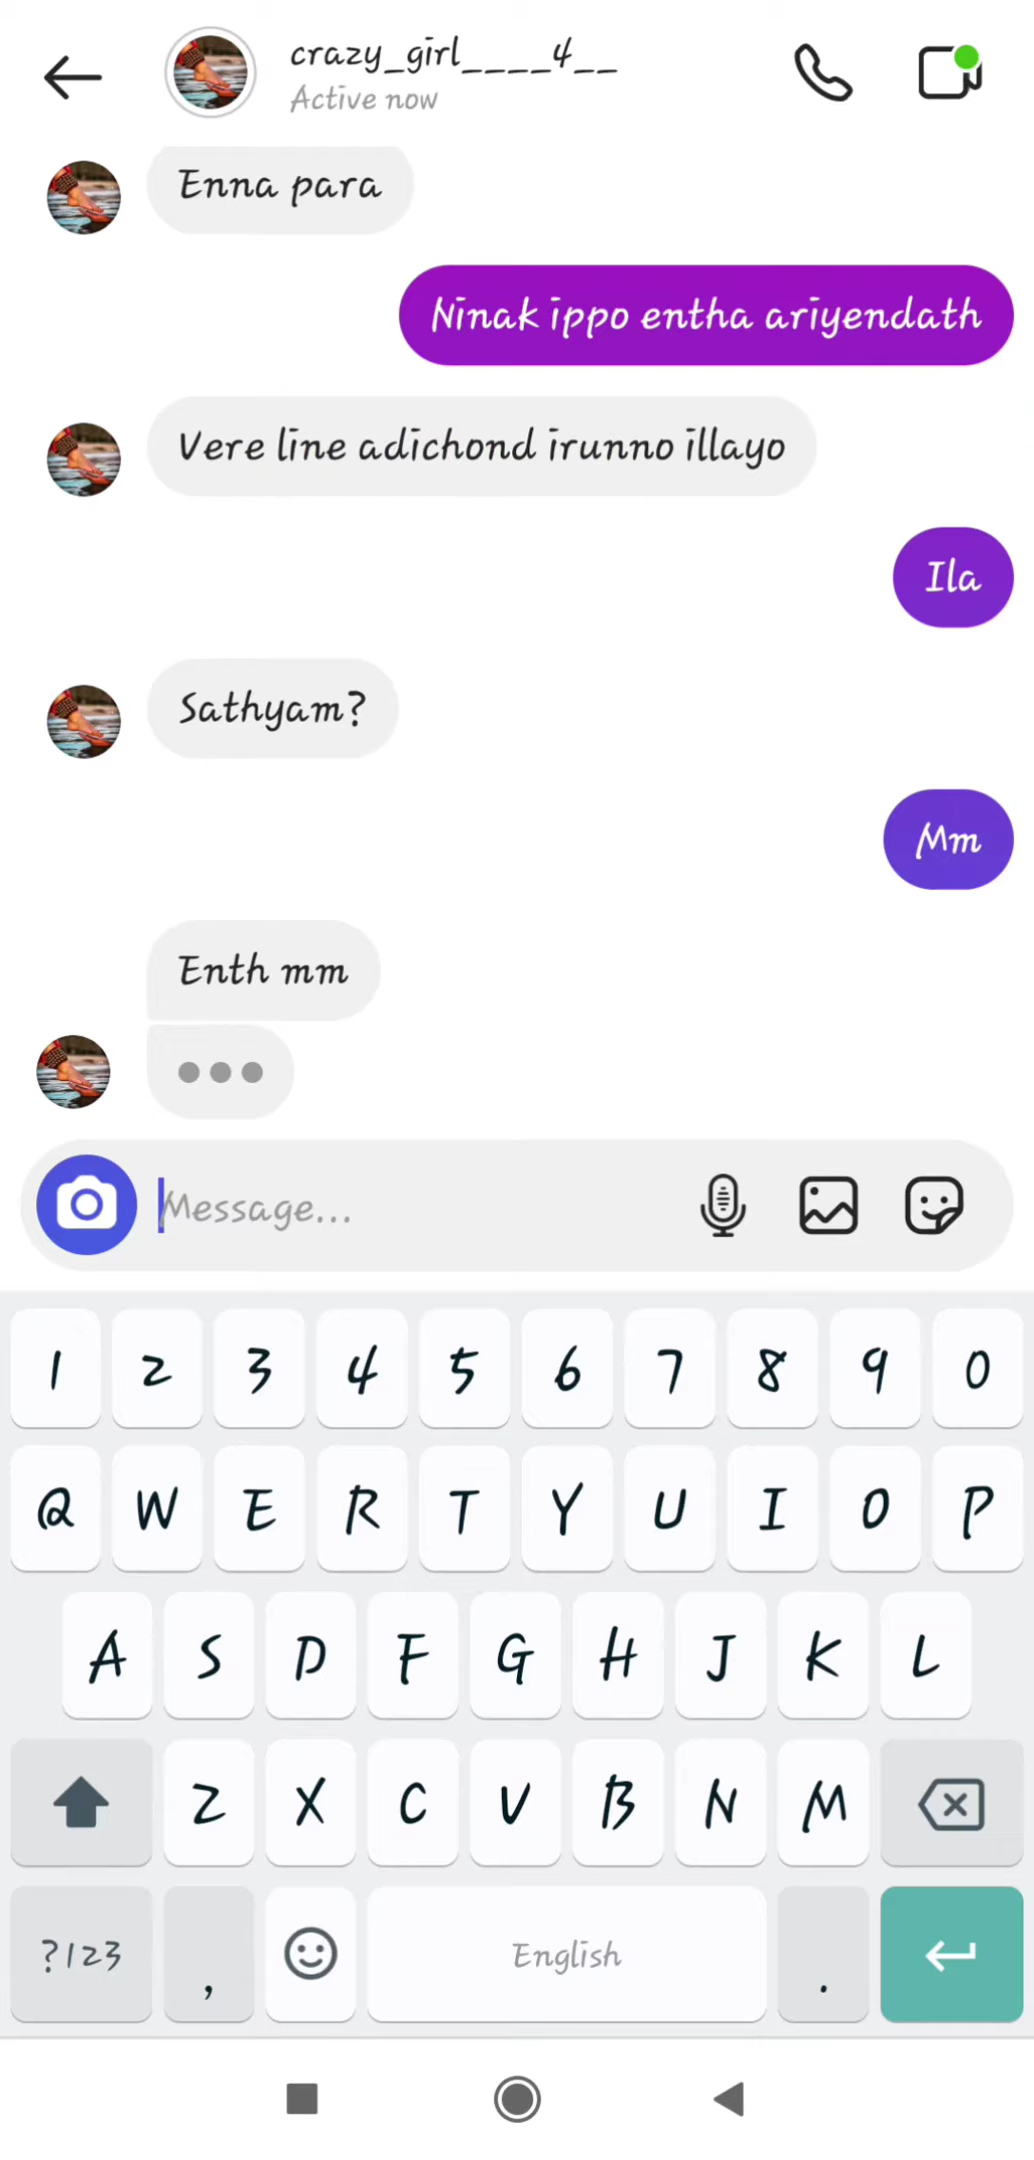 crazy_girl____4__
Active now
Enna para
Ninak ippo entha ariyendath
Vere line adichond irunno illayo
Ila
Sathyam?
Mm
Enth mm
Message...
1 2 3 4 5 6 7 8 9 0
Q W E R T Y U I O P
A S D F G H J K L
Z X C V B N M
?123 , English .